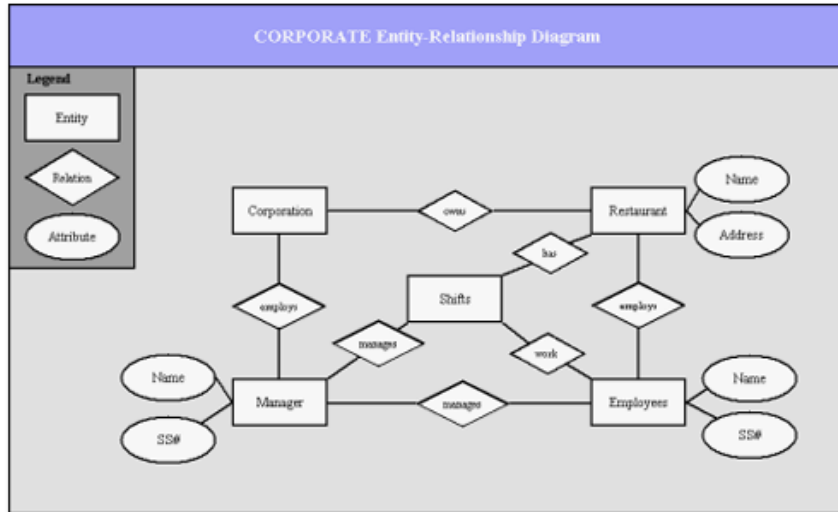 CORPORATE Entity-Relationship Diagram
Legend
Entity
Relation
Attribute
Corporation
owns
Restaurant
Name
Address
has
employs
Shifts
employs
manages
work
Name
SS#
Manager
manages
Employees
Name
SS#